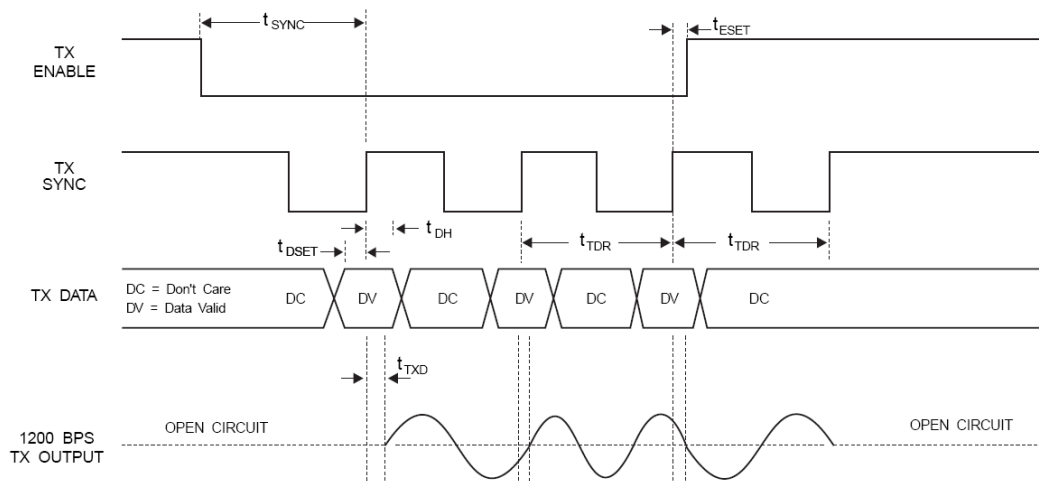 tSYNC
tESET
TX
ENABLE
TX
SYNC
tDH
tDSET
tTDR
tTDR
TX DATA
DC = Don't Care
DV = Data Valid
DC
DV
DC
DV
DC
DV
DC
tTXD
1200 BPS
TX OUTPUT
OPEN CIRCUIT
OPEN CIRCUIT